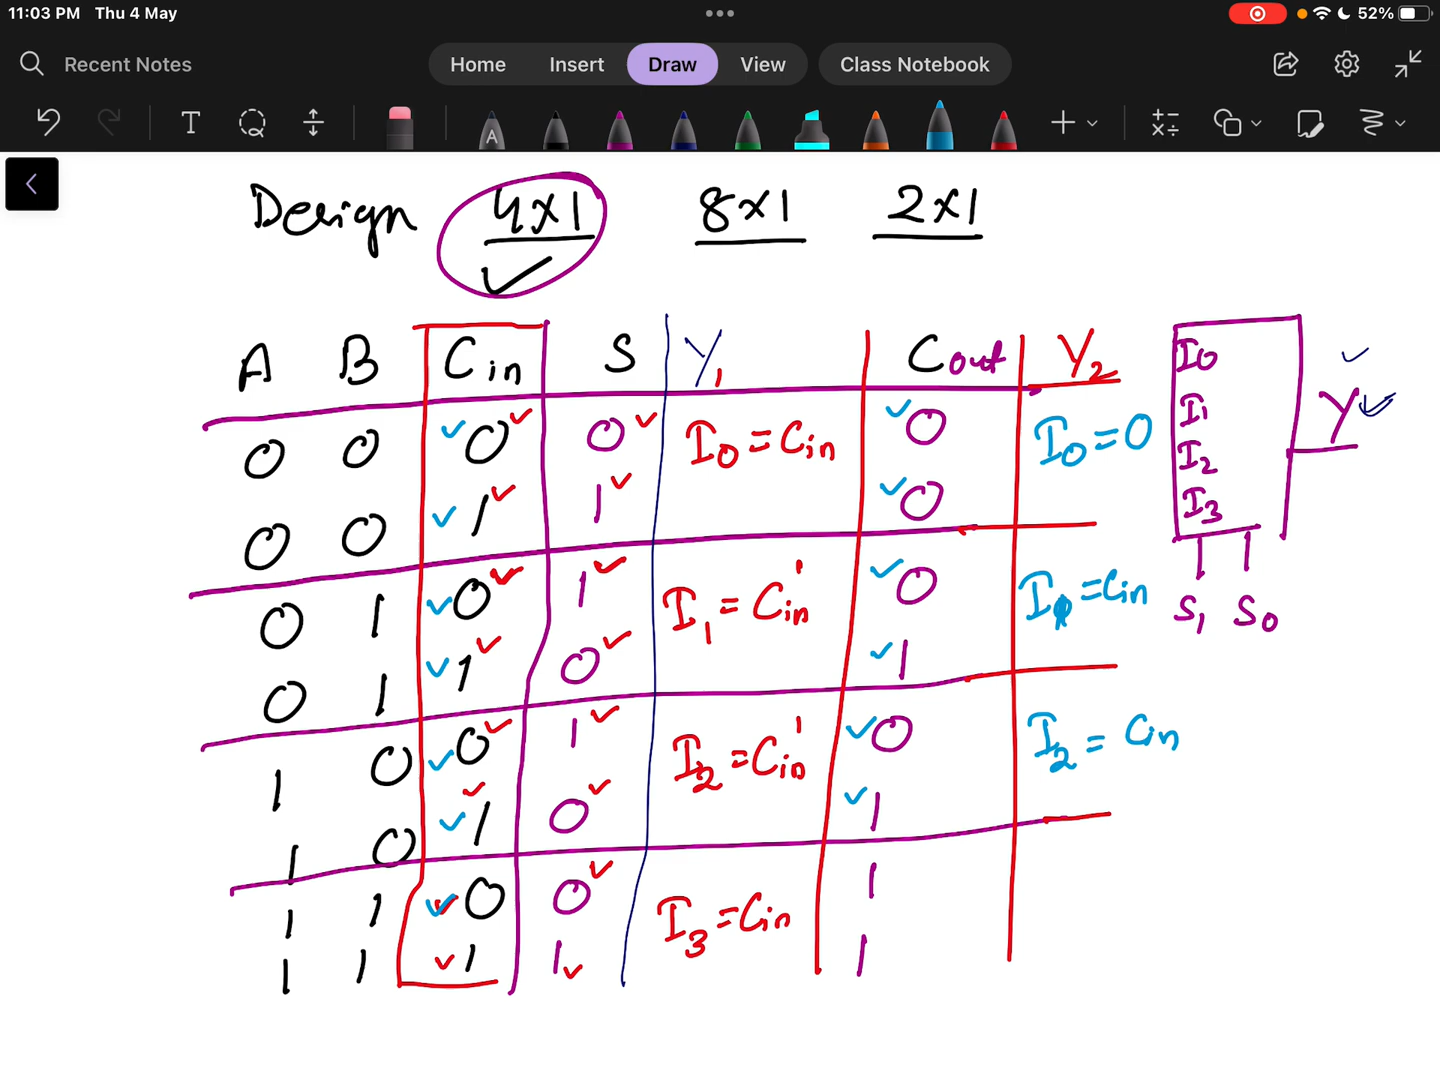 11:03 PM Thu 4 May 52%
Recent Notes Home Insert Draw View Class Notebook
T A
Design 4x1 8x1 2x1
A B Cin S Y1 Cout Y2
0 0 0 0 I0 = Cin 0 I0 = 0
0 0 1 1 0
0 1 0 1 I1 = Cin' 0 I1 = Cin
0 1 1 0 1
1 0 0 1 I2 = Cin' 0 I2 = Cin
1 0 1 0 1
1 1 0 0 I3 = Cin 1
1 1 1 1 1
I0
I1
I2
I3
Y
S1 S0